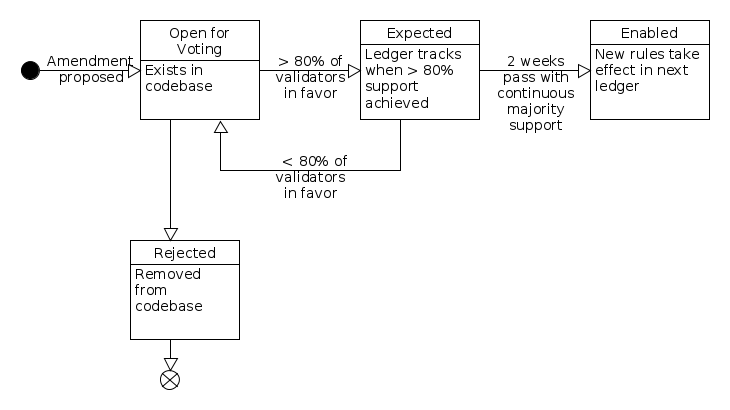 Amendment
proposed
Open for
Voting
Exists in
codebase
> 80% of
validators
in favor
Expected
Ledger tracks
when > 80%
support
achieved
2 weeks
pass with
continuous
majority
support
Enabled
New rules take
effect in next
ledger
< 80% of
validators
in favor
Rejected
Removed
from
codebase